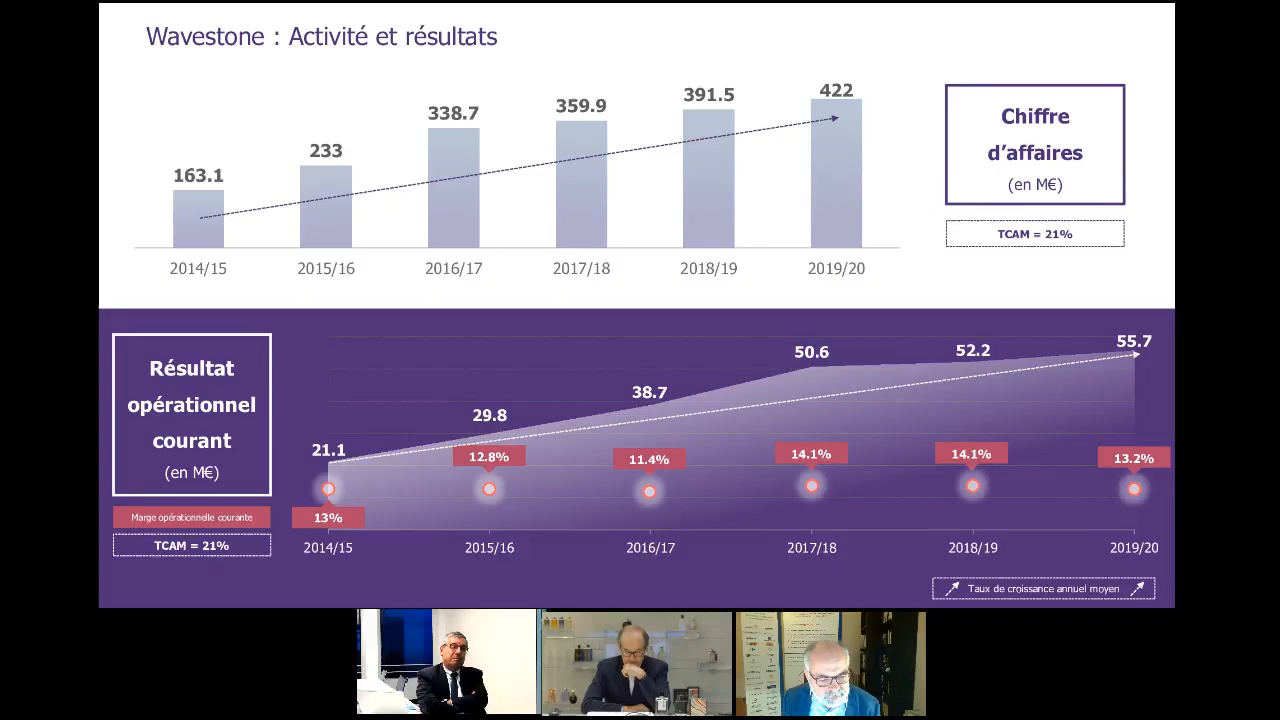 Wavestone : Activité et résultats
163.1
233
338.7
359.9
391.5
422
2014/15
2015/16
2016/17
2017/18
2018/19
2019/20
Chiffre
d’affaires
(en M€)
TCAM = 21%
Résultat
opérationnel
courant
(en M€)
Marge opérationnelle courante
TCAM = 21%
21.1
29.8
38.7
50.6
52.2
55.7
13%
12.8%
11.4%
14.1%
14.1%
13.2%
2014/15
2015/16
2016/17
2017/18
2018/19
2019/20
Taux de croissance annuel moyen